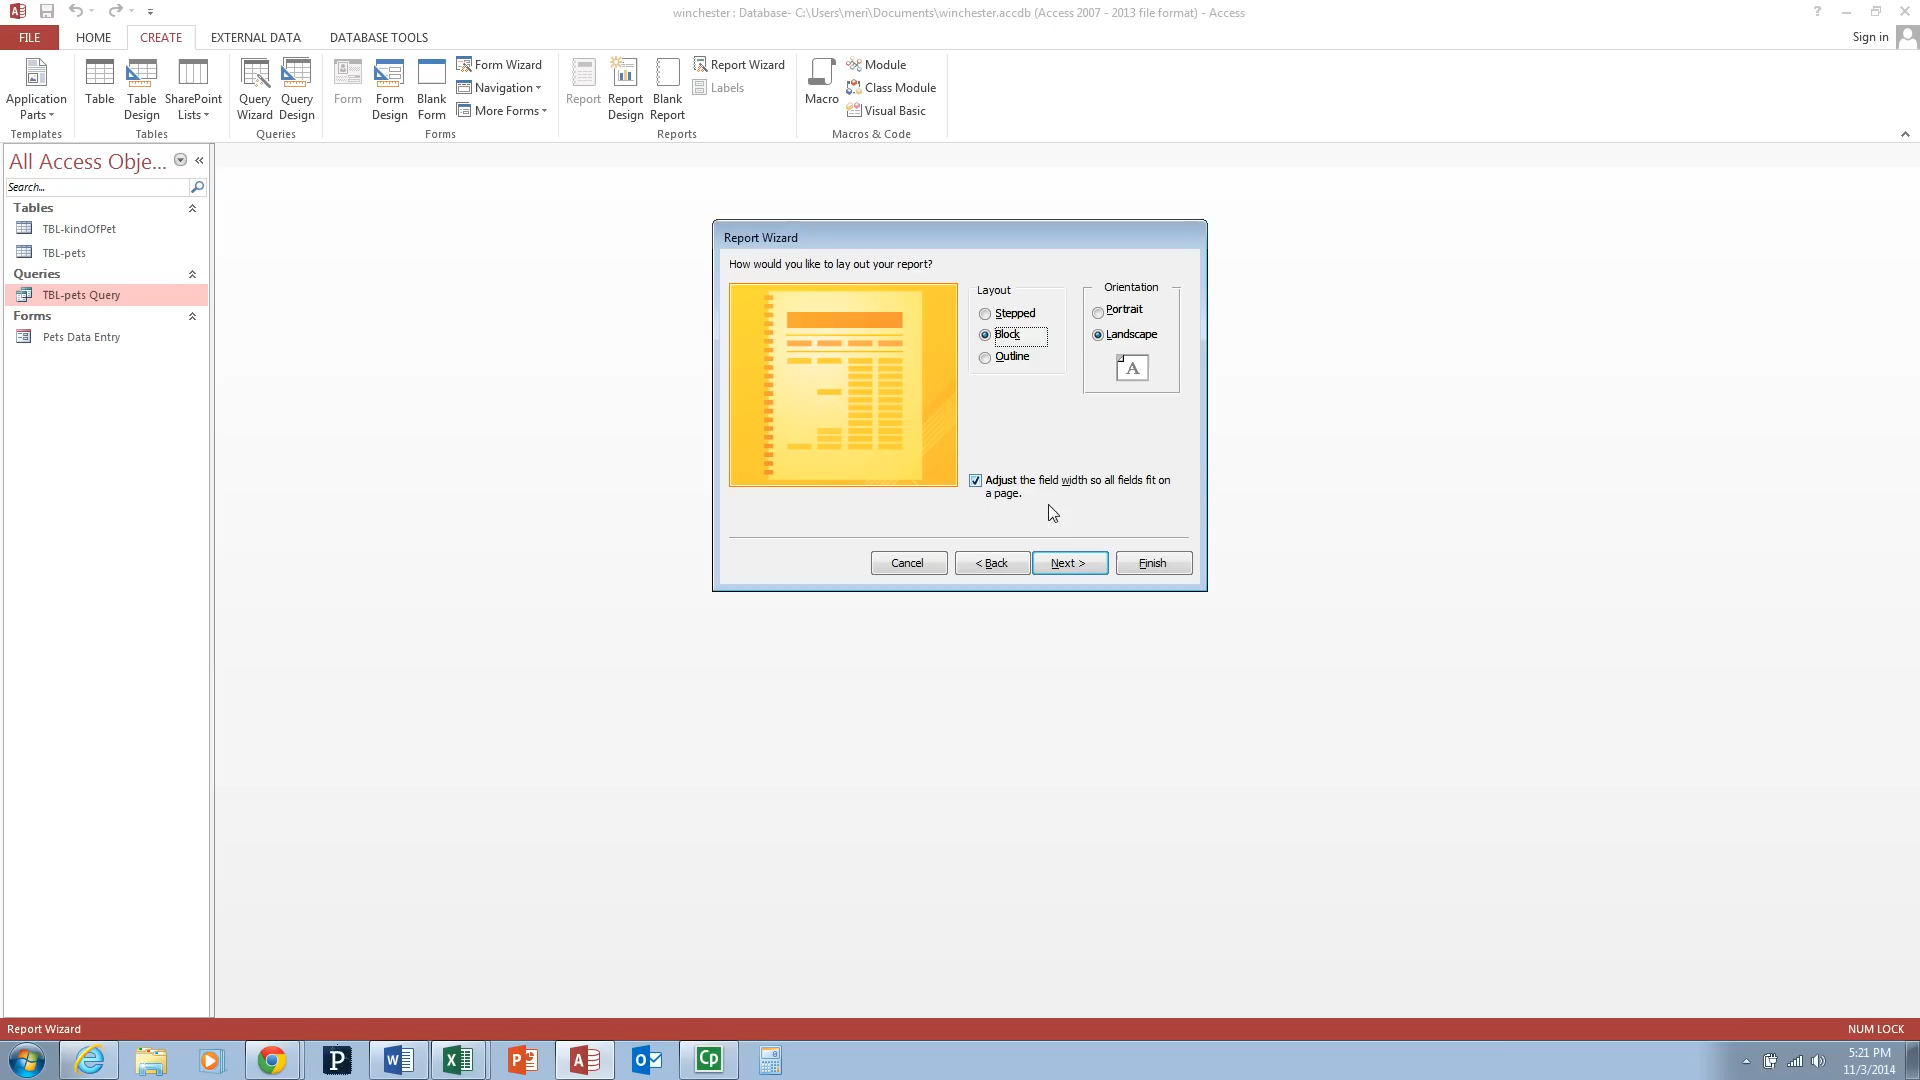 winchester : Database- C:\Users\meri\Documents\winchester.accdb (Access 2007 - 2013 file format) - Access
?
FILE HOME CREATE EXTERNAL DATA DATABASE TOOLS
Sign in
Application Parts
Table
Table Design
SharePoint Lists
Query Wizard
Query Design
Form
Form Design
Blank Form
Form Wizard
Navigation
More Forms
Report
Report Design
Blank Report
Report Wizard
Labels
Macro
Module
Class Module
Visual Basic
Templates Tables Queries Forms Reports Macros & Code
All Access Obje...
Search...
Tables
TBL-kindOfPet
TBL-pets
Queries
TBL-pets Query
Forms
Pets Data Entry
Report Wizard
How would you like to lay out your report?
Layout
Stepped
Block
Outline
Orientation
Portrait
Landscape
A
Adjust the field width so all fields fit on
a page.
Cancel < Back Next > Finish
Report Wizard
NUM LOCK
P
W
X
P
A
O
Cp
5:21 PM
11/3/2014